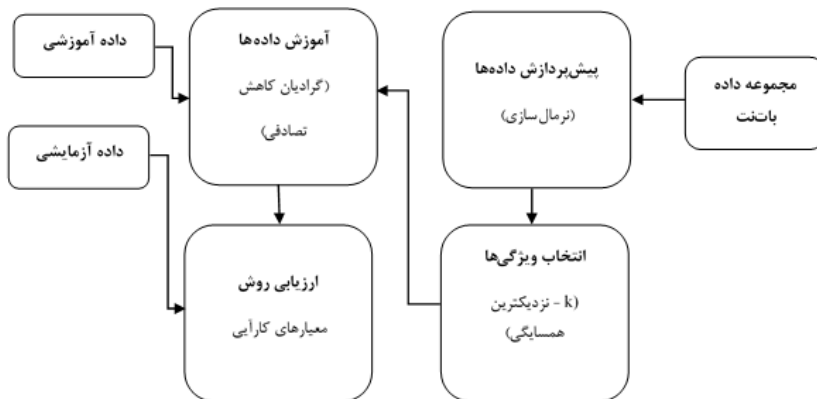 مجموعه داده
بات‌نت
پیش‌پردازش داده‌ها
(نرمال‌سازی)
انتخاب ویژگی‌ها
(k - نزدیکترین
همسایگی)
آموزش داده‌ها
(گرادیان کاهش
تصادفی)
داده آموزشی
داده آزمایشی
ارزیابی روش
معیارهای کارآیی